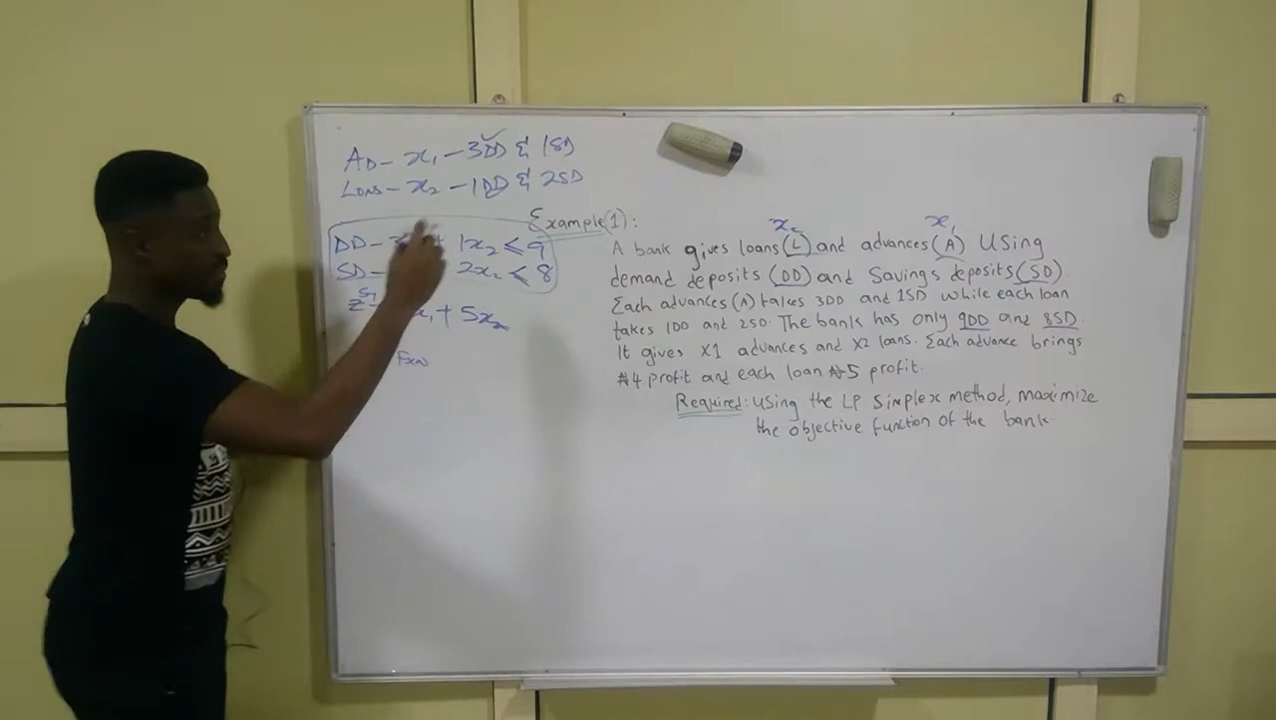 AD - x₁ - 3DD & 1SD
Loans - x₂ - 1DD & 2SD
DD - + 1x₂ ≤ 9
SD - 2x₂ ≤ 8
ST
Z x₁ + 5x₂
Fxn
Example(1):
x₂ x₁
A bank gives loans (L) and advances (A) Using
demand deposits (DD) and Savings deposits (SD).
Each advances (A) takes 3DD and 1SD while each loan
takes 1DD and 2SD. The bank has only 9DD and 8SD.
It gives X1 advances and X2 loans. Each advance brings
₦4 profit and each loan ₦5 profit.
Required: Using the LP Simplex method, maximize
the objective function of the bank.